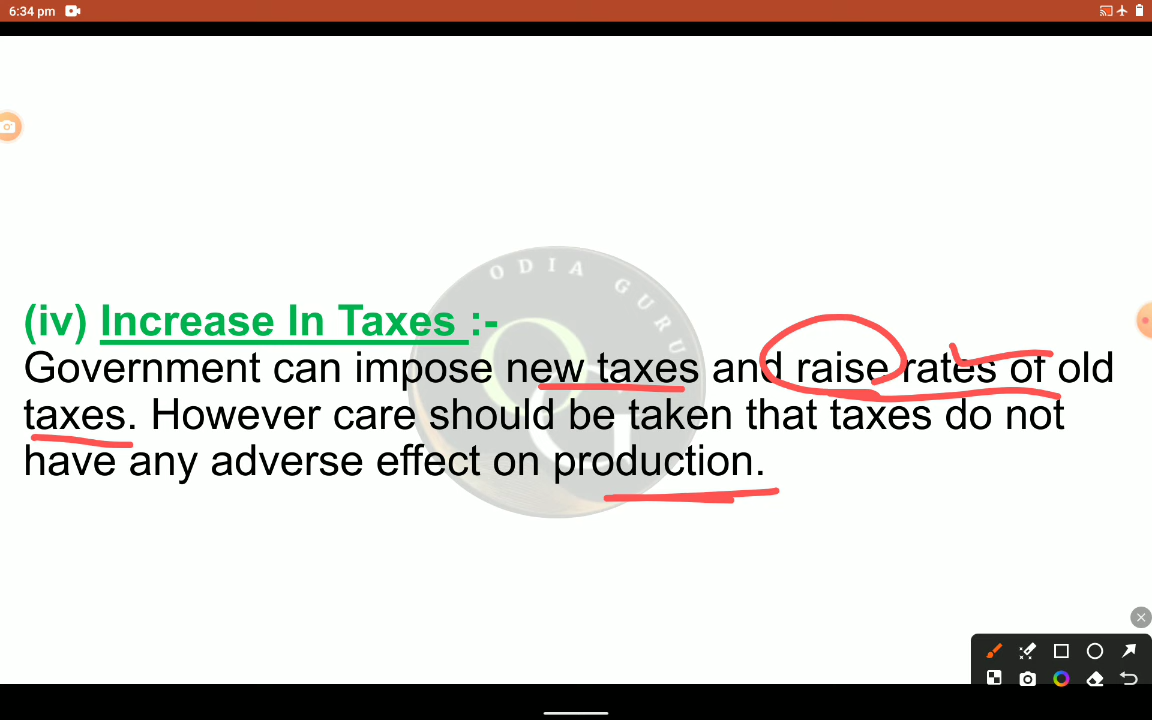 6:34 pm
ODIA GURU
(iv) Increase In Taxes :-
Government can impose new taxes and raise rates of old
taxes. However care should be taken that taxes do not
have any adverse effect on production.